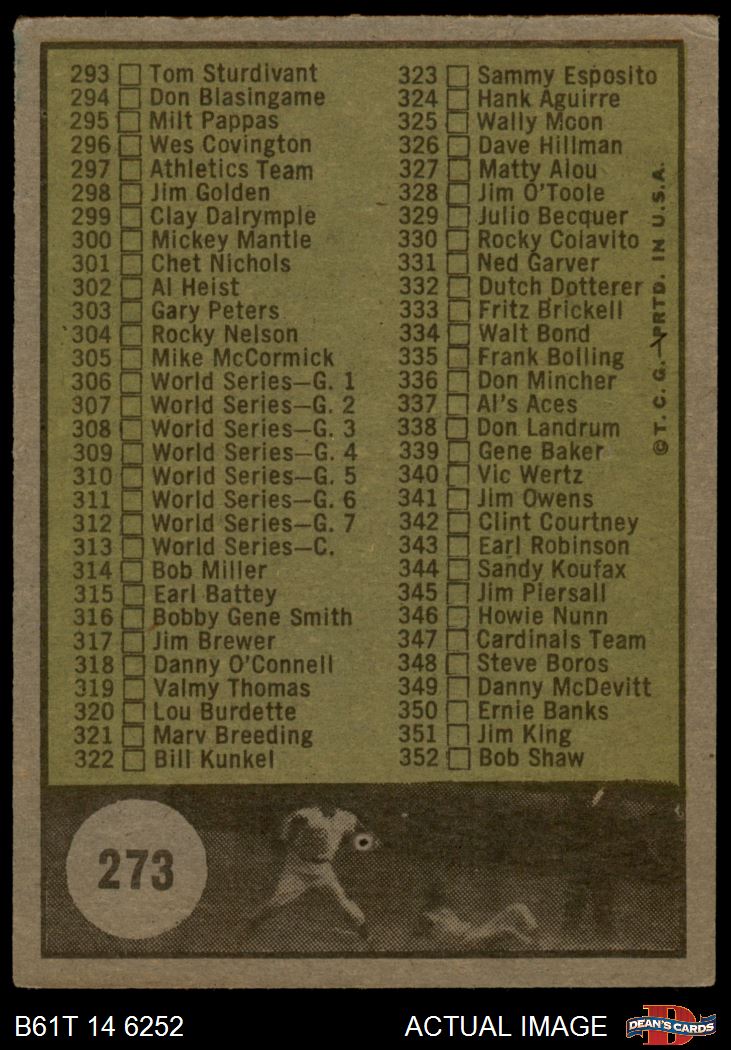 293 Tom Sturdivant
294 Don Blasingame
295 Milt Pappas
296 Wes Covington
297 Athletics Team
298 Jim Golden
299 Clay Dalrymple
300 Mickey Mantle
301 Chet Nichols
302 Al Heist
303 Gary Peters
304 Rocky Nelson
305 Mike McCormick
306 World Series—G. 1
307 World Series—G. 2
308 World Series—G. 3
309 World Series—G. 4
310 World Series—G. 5
311 World Series—G. 6
312 World Series—G. 7
313 World Series—C.
314 Bob Miller
315 Earl Battey
316 Bobby Gene Smith
317 Jim Brewer
318 Danny O'Connell
319 Valmy Thomas
320 Lou Burdette
321 Marv Breeding
322 Bill Kunkel
323 Sammy Esposito
324 Hank Aguirre
325 Wally Moon
326 Dave Hillman
327 Matty Alou
328 Jim O'Toole
329 Julio Becquer
330 Rocky Colavito
331 Ned Garver
332 Dutch Dotterer
333 Fritz Brickell
334 Walt Bond
335 Frank Bolling
336 Don Mincher
337 Al's Aces
338 Don Landrum
339 Gene Baker
340 Vic Wertz
341 Jim Owens
342 Clint Courtney
343 Earl Robinson
344 Sandy Koufax
345 Jim Piersall
346 Howie Nunn
347 Cardinals Team
348 Steve Boros
349 Danny McDevitt
350 Ernie Banks
351 Jim King
352 Bob Shaw
© T. C. G.—PRTD. IN U.S.A.
273
B61T 14 6252
ACTUAL IMAGE
D
DEAN'S CARDS